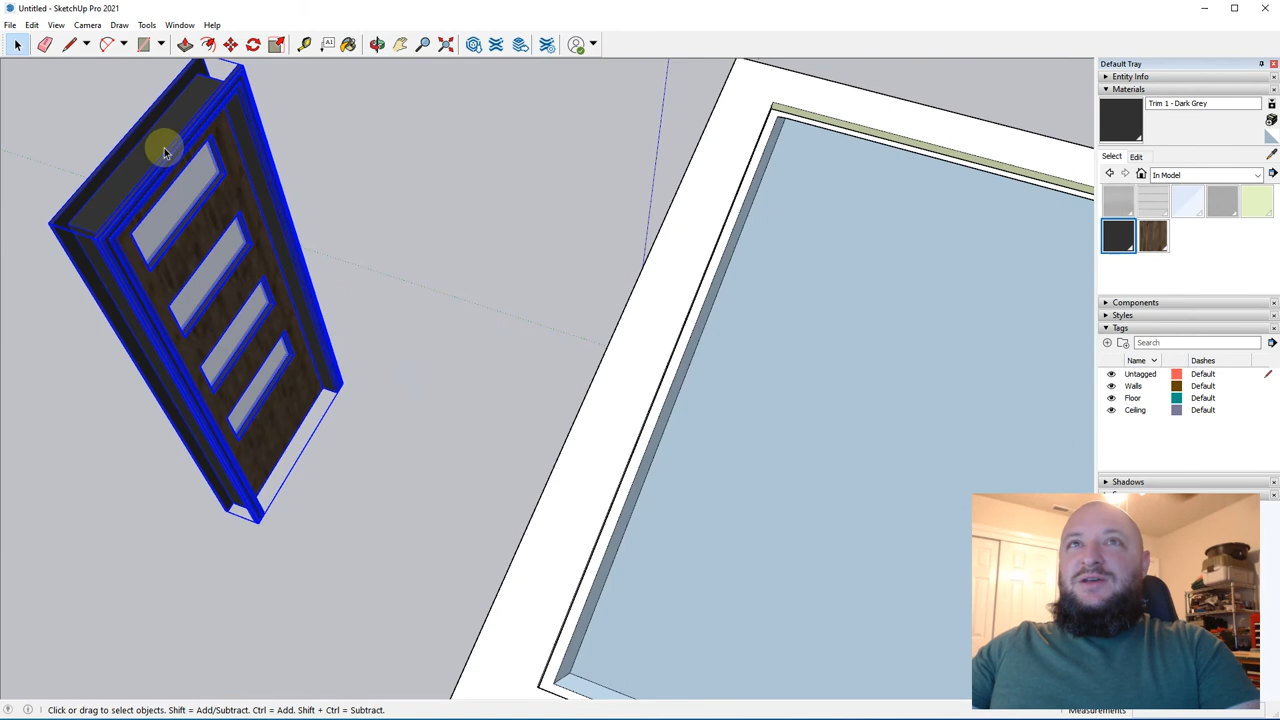 Untitled - SketchUp Pro 2021
File Edit View Camera Draw Tools Window Help
Default Tray
Entity Info
Materials
Trim 1 - Dark Grey
Select Edit
In Model
Components
Styles
Tags
Search
Name Dashes
Untagged Default
Walls Default
Floor Default
Ceiling Default
Shadows
Click or drag to select objects. Shift = Add/Subtract. Ctrl = Add. Shift + Ctrl = Subtract.
Measurements